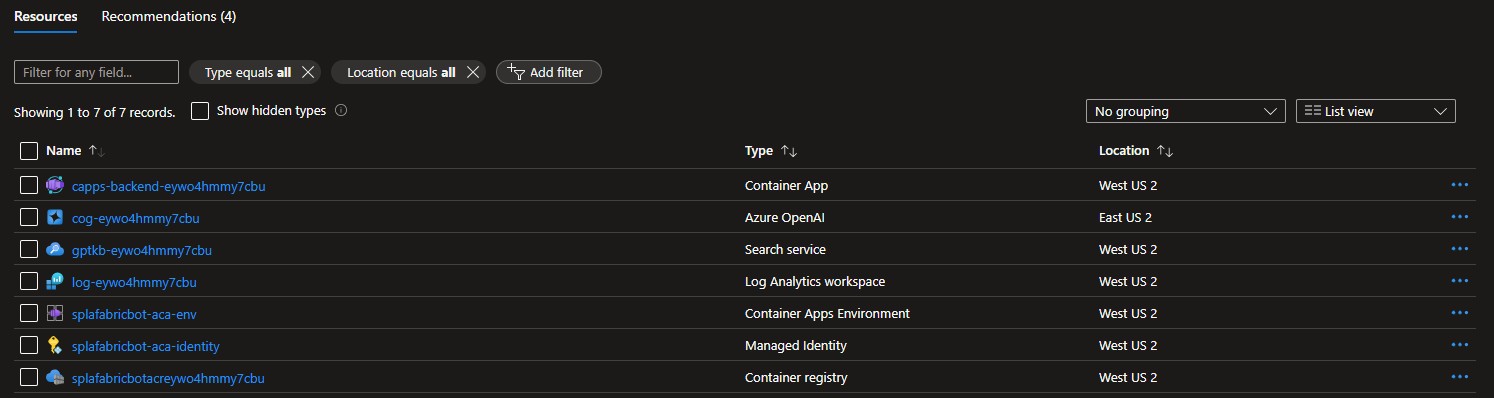 Resources Recommendations (4)
Filter for any field... Type equals all Location equals all Add filter
Showing 1 to 7 of 7 records. Show hidden types No grouping List view
Name Type Location
capps-backend-eywo4hmmy7cbu Container App West US 2
cog-eywo4hmmy7cbu Azure OpenAI East US 2
gptkb-eywo4hmmy7cbu Search service West US 2
log-eywo4hmmy7cbu Log Analytics workspace West US 2
splafabricbot-aca-env Container Apps Environment West US 2
splafabricbot-aca-identity Managed Identity West US 2
splafabricbotacreywo4hmmy7cbu Container registry West US 2